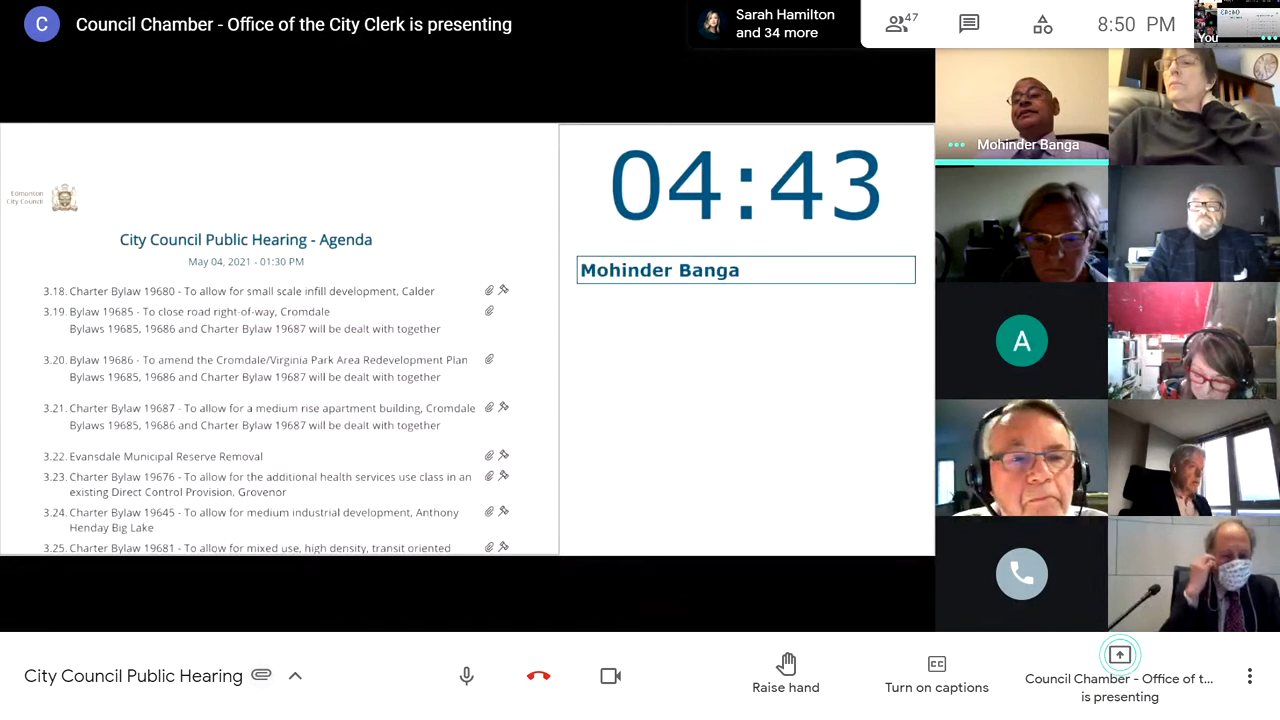 C
Council Chamber - Office of the City Clerk is presenting
Sarah Hamilton
and 34 more
47
8:50 PM
You
Edmonton
City Council
City Council Public Hearing - Agenda
May 04, 2021 - 01:30 PM
3.18. Charter Bylaw 19680 - To allow for small scale infill development, Calder
3.19. Bylaw 19685 - To close road right-of-way, Cromdale
Bylaws 19685, 19686 and Charter Bylaw 19687 will be dealt with together
3.20. Bylaw 19686 - To amend the Cromdale/Virginia Park Area Redevelopment Plan
Bylaws 19685, 19686 and Charter Bylaw 19687 will be dealt with together
3.21. Charter Bylaw 19687 - To allow for a medium rise apartment building, Cromdale
Bylaws 19685, 19686 and Charter Bylaw 19687 will be dealt with together
3.22. Evansdale Municipal Reserve Removal
3.23. Charter Bylaw 19676 - To allow for the additional health services use class in an
existing Direct Control Provision, Grovenor
3.24. Charter Bylaw 19645 - To allow for medium industrial development, Anthony
Henday Big Lake
3.25. Charter Bylaw 19681 - To allow for mixed use, high density, transit oriented
04:43
Mohinder Banga
Mohinder Banga
A
City Council Public Hearing
Raise hand
Turn on captions
Council Chamber - Office of t...
is presenting